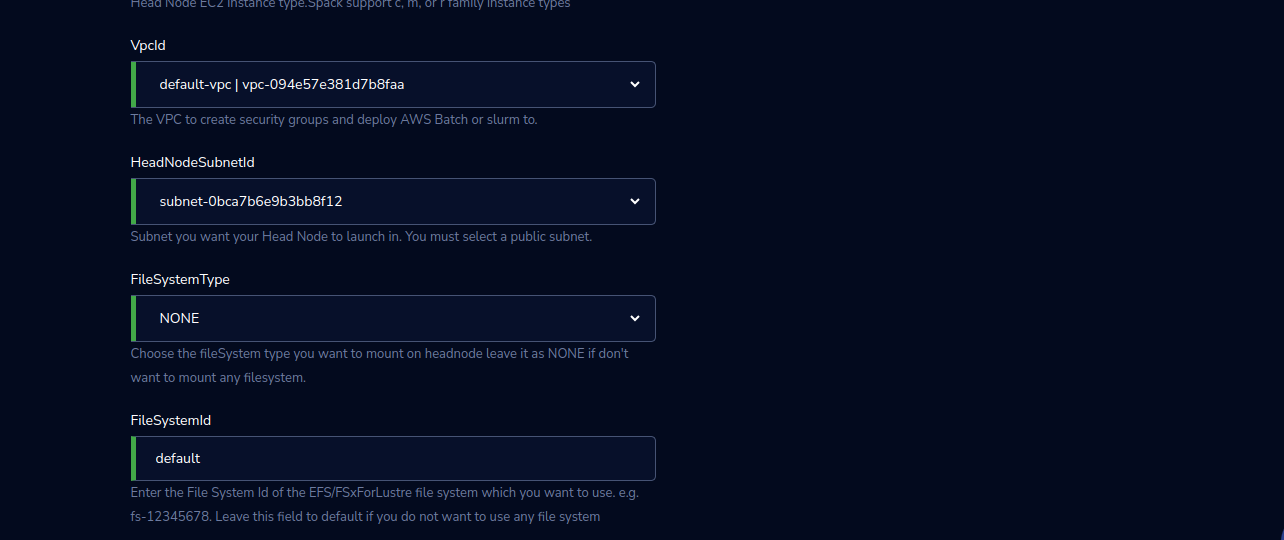 Head Node EC2 Instance type.Spack support c, m, or r family instance types
VpcId
default-vpc | vpc-094e57e381d7b8faa
The VPC to create security groups and deploy AWS Batch or slurm to.
HeadNodeSubnetId
subnet-0bca7b6e9b3bb8f12
Subnet you want your Head Node to launch in. You must select a public subnet.
FileSystemType
NONE
Choose the fileSystem type you want to mount on headnode leave it as NONE if don't
want to mount any filesystem.
FileSystemId
default
Enter the File System Id of the EFS/FSxForLustre file system which you want to use. e.g.
fs-12345678. Leave this field to default if you do not want to use any file system